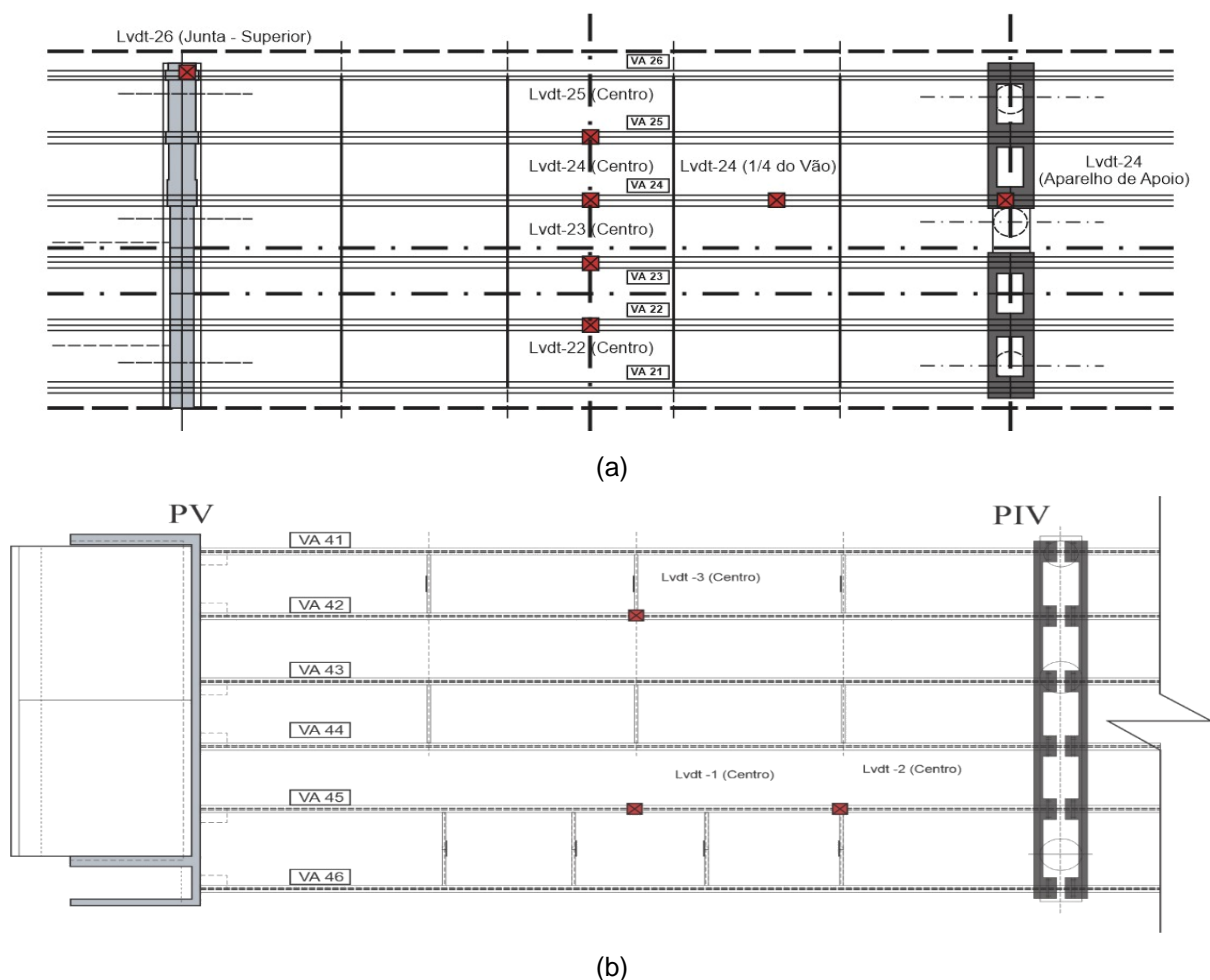 Lvdt-26 (Junta - Superior)
VA 26
Lvdt-25 (Centro)
VA 25
Lvdt-24 (Centro)
Lvdt-24 (1/4 do Vão)
Lvdt-24
(Aparelho de Apoio)
VA 24
Lvdt-23 (Centro)
VA 23
VA 22
Lvdt-22 (Centro)
VA 21
(a)
PV
PIV
VA 41
Lvdt -3 (Centro)
VA 42
VA 43
VA 44
Lvdt -1 (Centro)
Lvdt -2 (Centro)
VA 45
VA 46
(b)